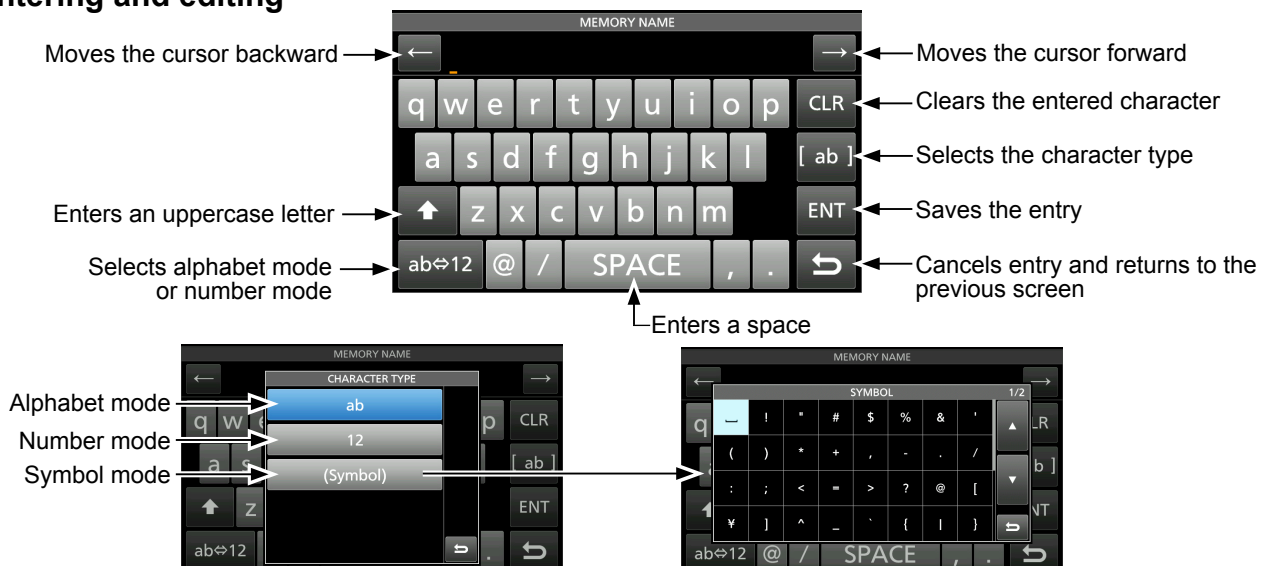 ntering and editing
MEMORY NAME
Moves the cursor backward ← → Moves the cursor forward
q w e r t y u i o p CLR Clears the entered character
a s d f g h j k l [ ab ] Selects the character type
Enters an uppercase letter z x c v b n m ENT Saves the entry
Selects alphabet mode
or number mode
ab⇔12 @ / SPACE , .
Cancels entry and returns to the
previous screen
Enters a space
MEMORY NAME
← →
CHARACTER TYPE
Alphabet mode ab
q w e p CLR
Number mode 12
a s [ ab ]
Symbol mode (Symbol)
z ENT
ab⇔12 .
MEMORY NAME
← →
SYMBOL 1/2
q ⎵ ! " # $ % & ' LR
( ) * + , - . / b ]
: ; < = > ? @ [
¥ ] ^ _ ` { | } NT
ab⇔12 @ / SPACE , .